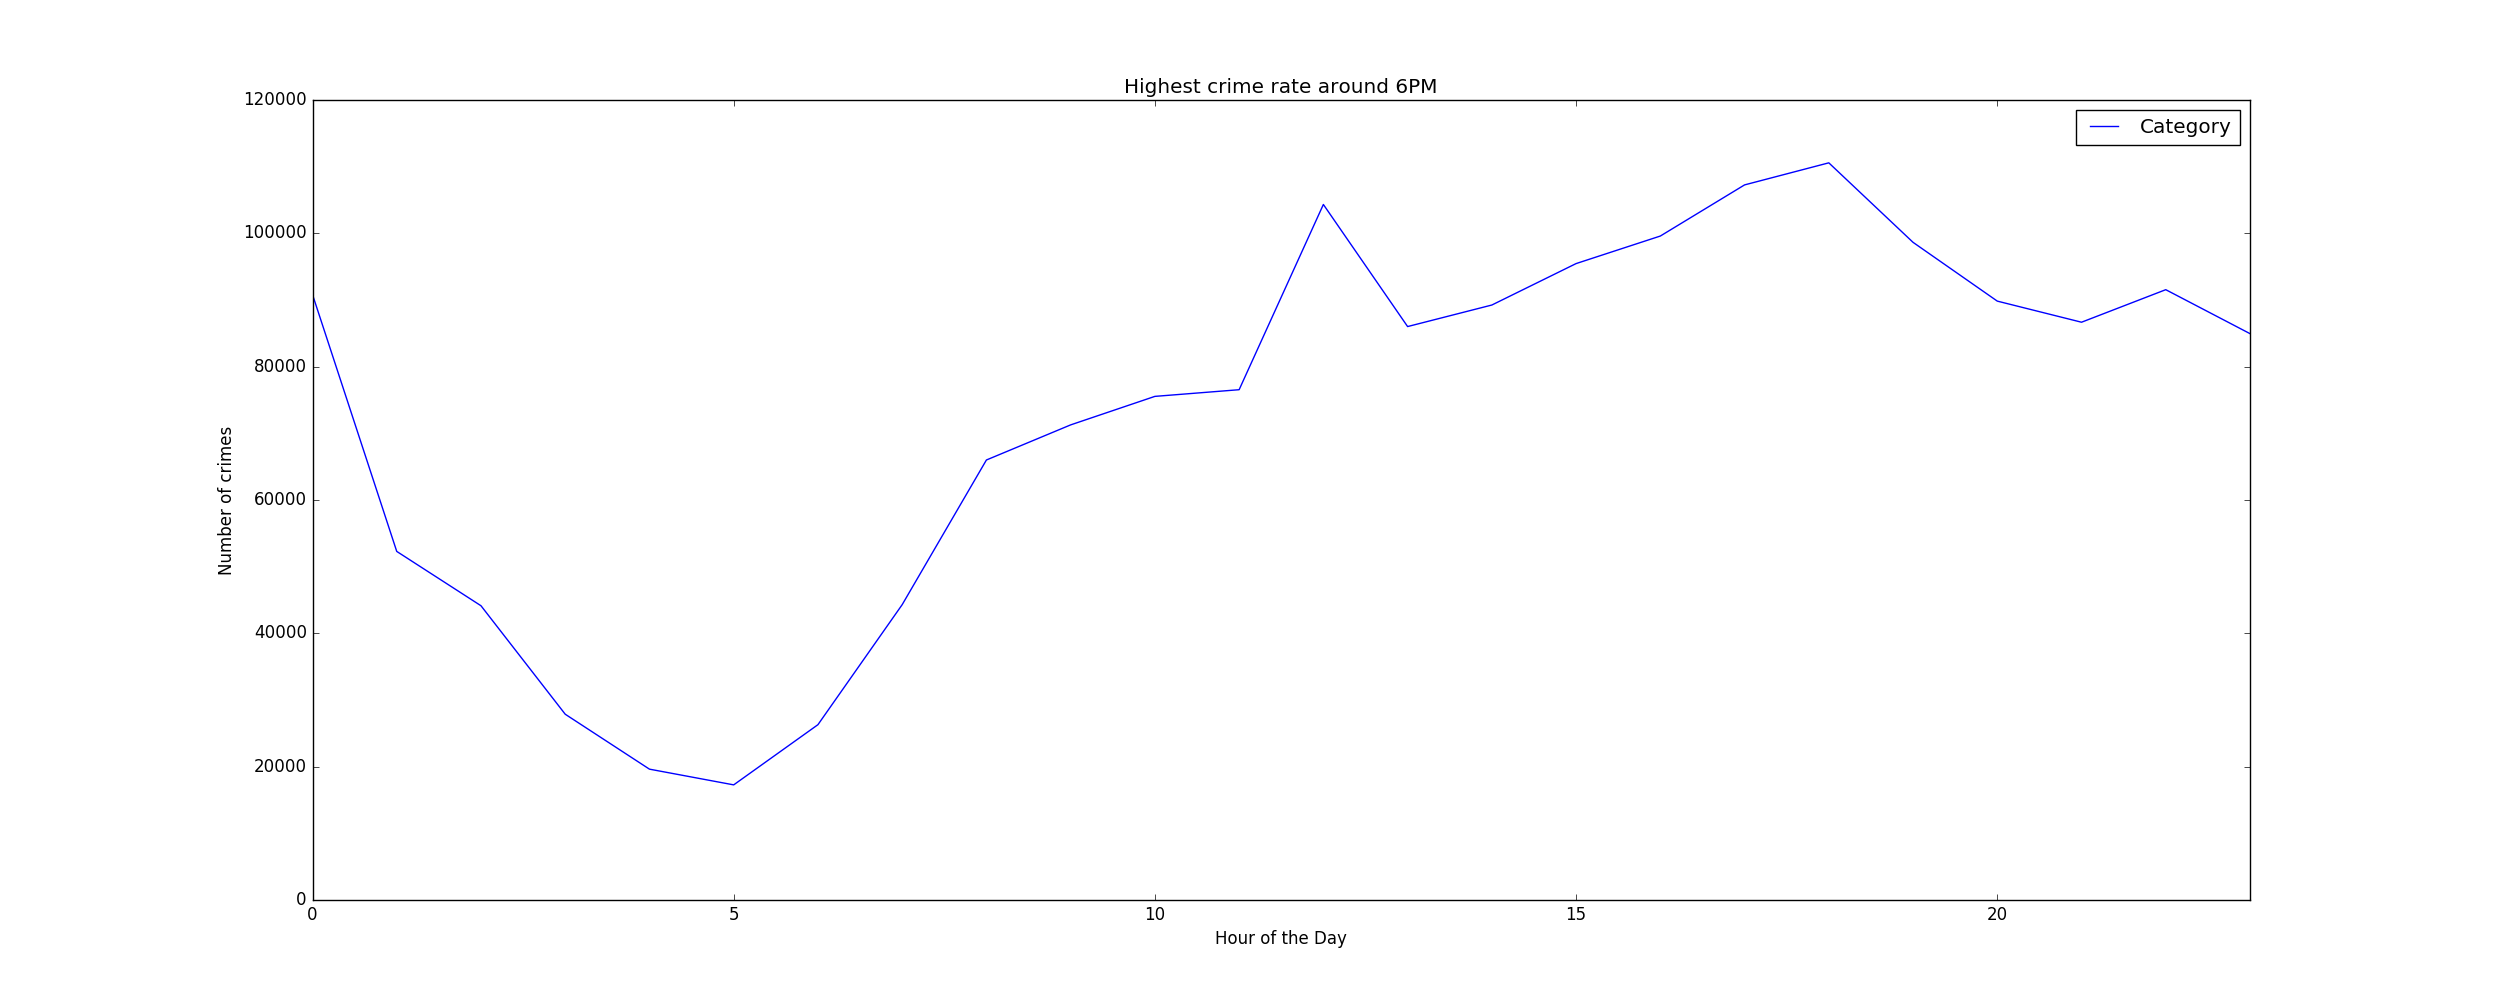 Highest crime rate around 6PM
Category
120000
100000
80000
60000
40000
20000
0
Number of crimes
0 5 10 15 20
Hour of the Day